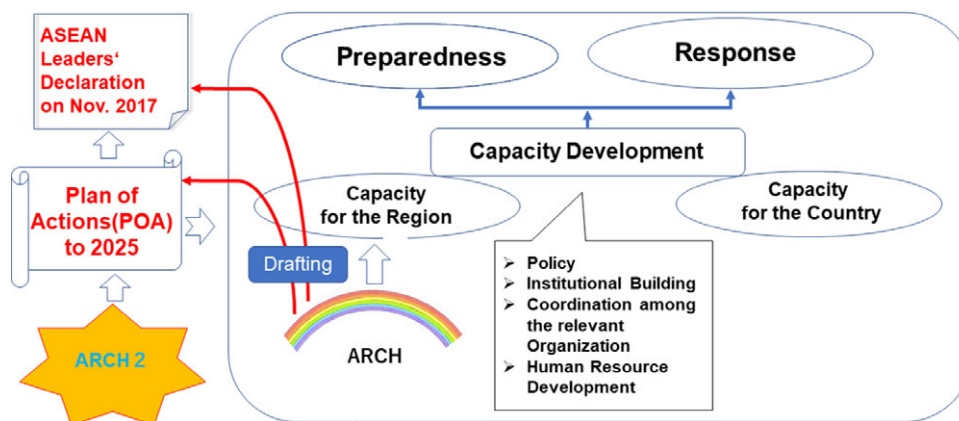 ASEAN
Leaders‘
Declaration
on Nov. 2017
Plan of
Actions(POA)
to 2025
ARCH 2
Preparedness
Response
Capacity Development
Capacity
for the Region
Capacity
for the Country
Drafting
ARCH
➢ Policy
➢ Institutional Building
➢ Coordination among
the relevant
Organization
➢ Human Resource
Development